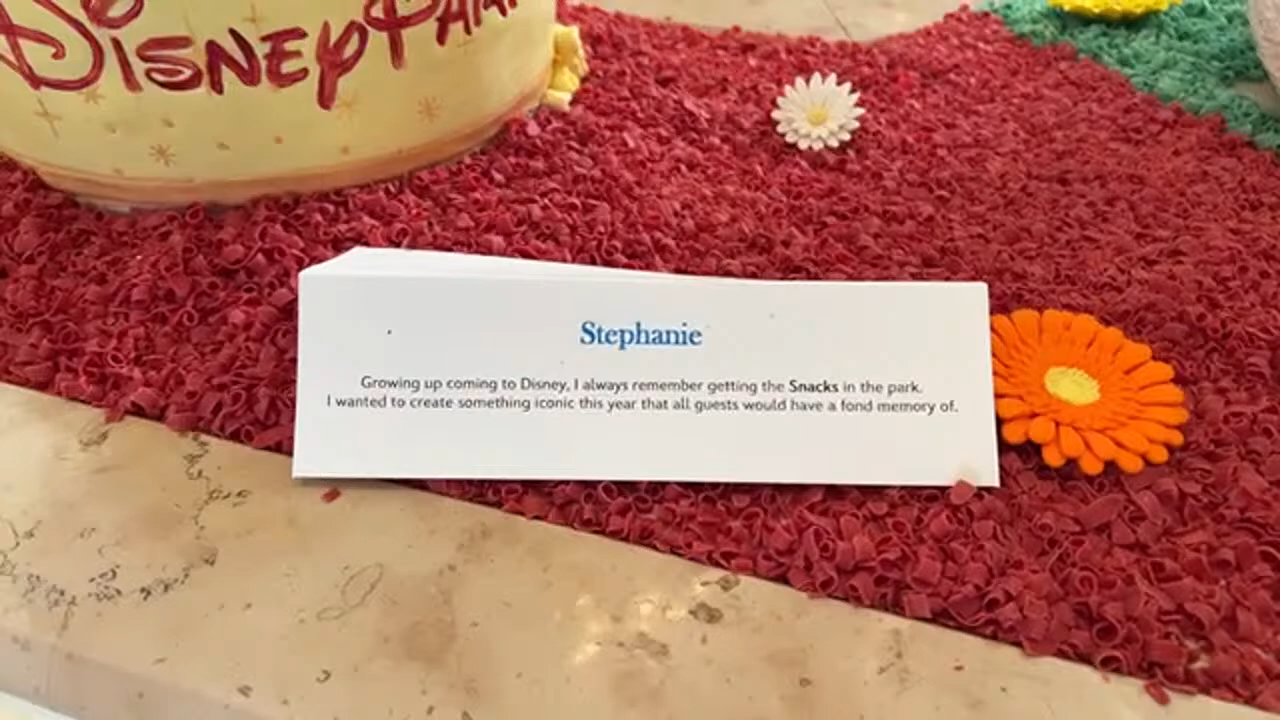 DISNEY PARK
Stephanie
Growing up coming to Disney, I always remember getting the Snacks in the park.
I wanted to create something iconic this year that all guests would have a fond memory of.